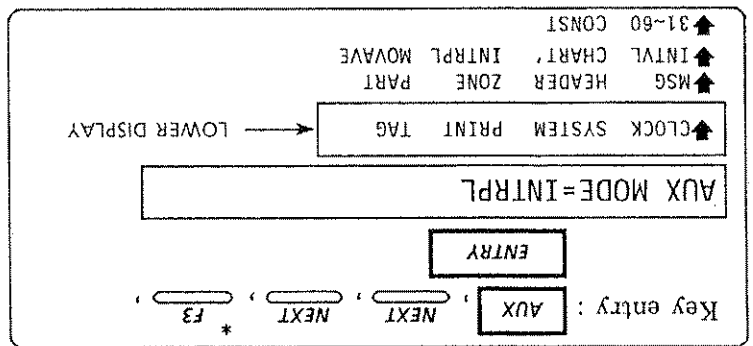 Key entry : AUX , NEXT , NEXT , F3* ,
ENTRY
AUX MODE=INTRPL
CLOCK SYSTEM PRINT TAG LOWER DISPLAY
MSG HEADER ZONE PART
INTVL CHART' INTRPL MOVAVE
31~60 CONST